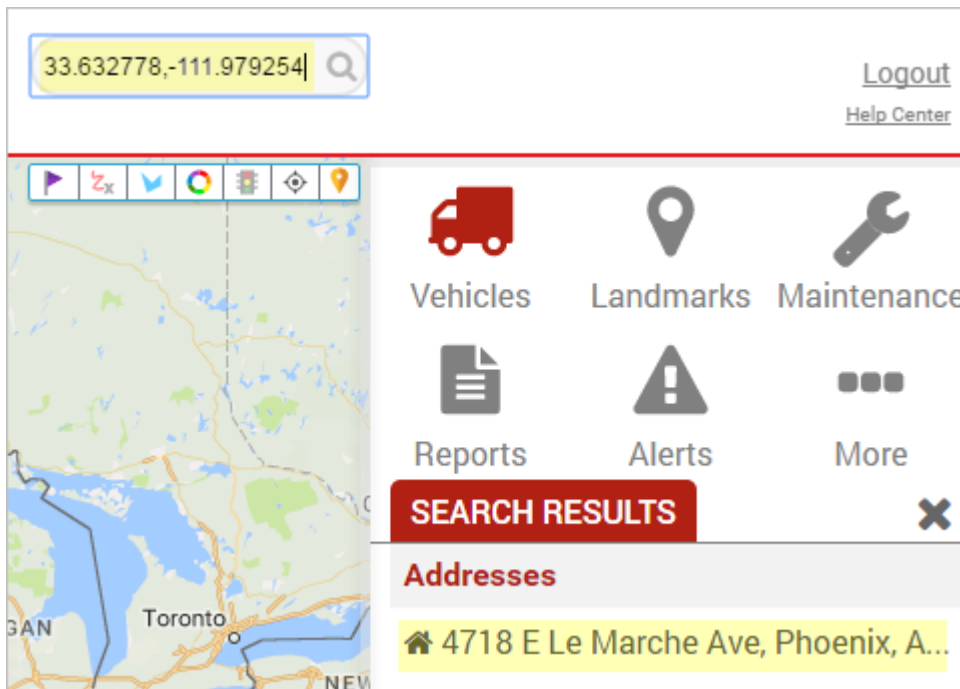 33.632778,-111.979254
Logout
Help Center
Vehicles
Landmarks
Maintenance
Reports
Alerts
More
SEARCH RESULTS
Addresses
4718 E Le Marche Ave, Phoenix, A...
Toronto
GAN
NEW